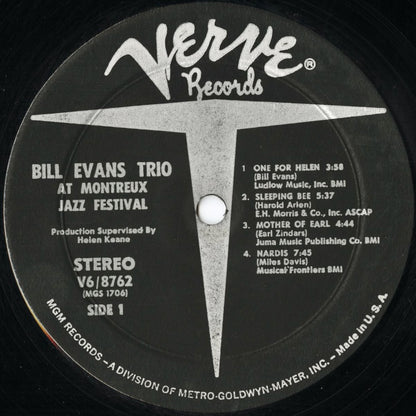 VERVE®
Records
BILL EVANS TRIO
AT MONTREUX
JAZZ FESTIVAL
Production Supervised By
Helen Keane
STEREO
V6/8762
(MGS 1706)
SIDE 1
1 ONE FOR HELEN 3:58
(Bill Evans)
Ludlow Music, Inc. BMI
2. SLEEPING BEE 5:37
(Harold Arlen)
E.H. Morris & Co., Inc. ASCAP
3. MOTHER OF EARL 4:44
(Earl Zindars)
Juma Music Publishing Co. BMI
4. NARDIS 7:45
(Miles Davis)
Musical Frontiers BMI
MGM RECORDS – A DIVISION OF METRO-GOLDWYN-MAYER, INC. – Made in U.S.A.